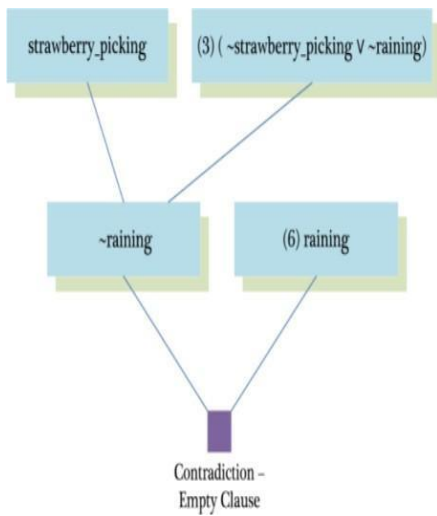 strawberry_picking
(3) ( ~strawberry_picking ∨ ~raining)
~raining
(6) raining
Contradiction –
Empty Clause